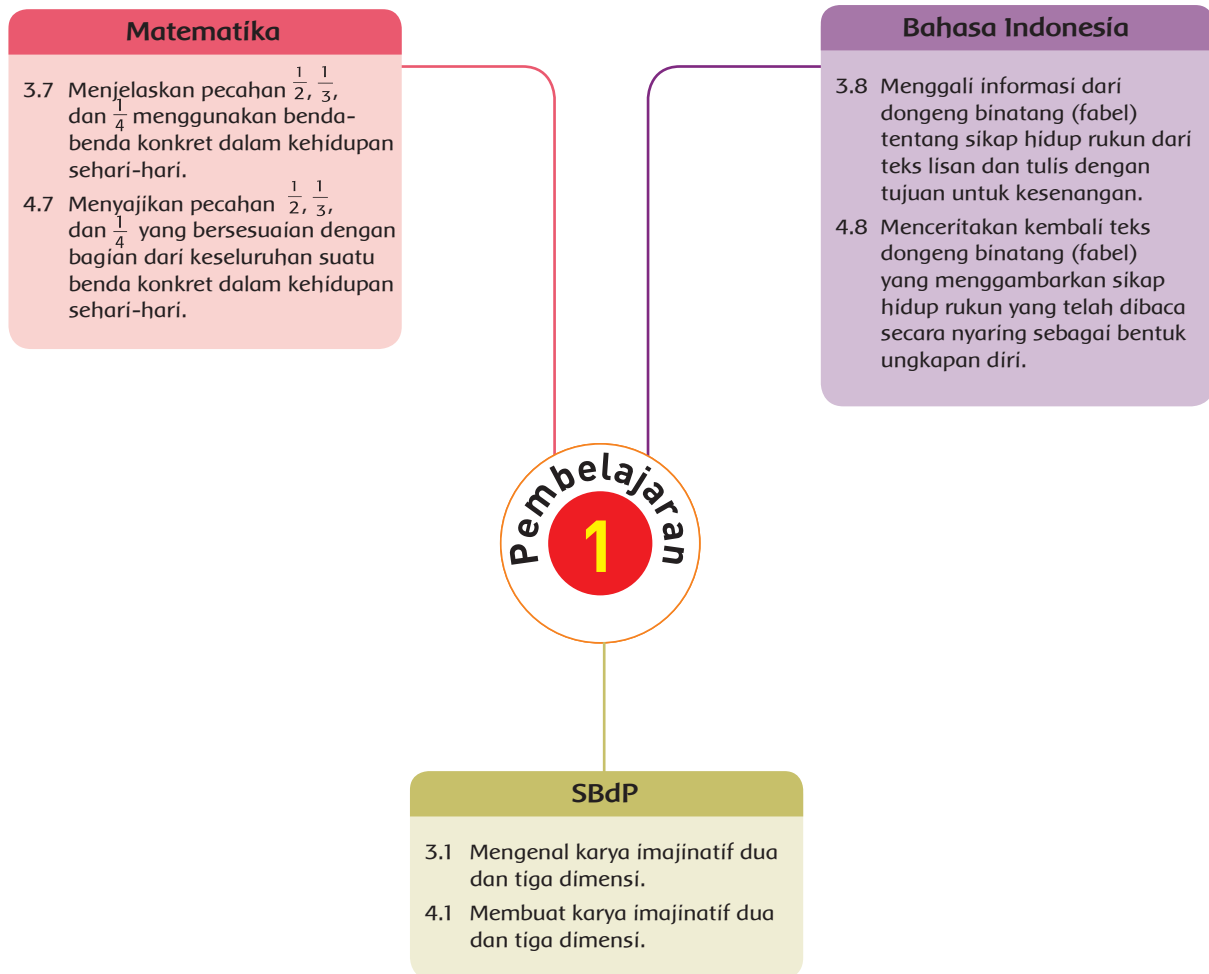 Matematika
3.7 Menjelaskan pecahan 1/2, 1/3,
dan 1/4 menggunakan benda-
benda konkret dalam kehidupan
sehari-hari.
4.7 Menyajikan pecahan 1/2, 1/3,
dan 1/4 yang bersesuaian dengan
bagian dari keseluruhan suatu
benda konkret dalam kehidupan
sehari-hari.
Bahasa Indonesia
3.8 Menggali informasi dari
dongeng binatang (fabel)
tentang sikap hidup rukun dari
teks lisan dan tulis dengan
tujuan untuk kesenangan.
4.8 Menceritakan kembali teks
dongeng binatang (fabel)
yang menggambarkan sikap
hidup rukun yang telah dibaca
secara nyaring sebagai bentuk
ungkapan diri.
Pembelajaran
1
SBdP
3.1 Mengenal karya imajinatif dua
dan tiga dimensi.
4.1 Membuat karya imajinatif dua
dan tiga dimensi.